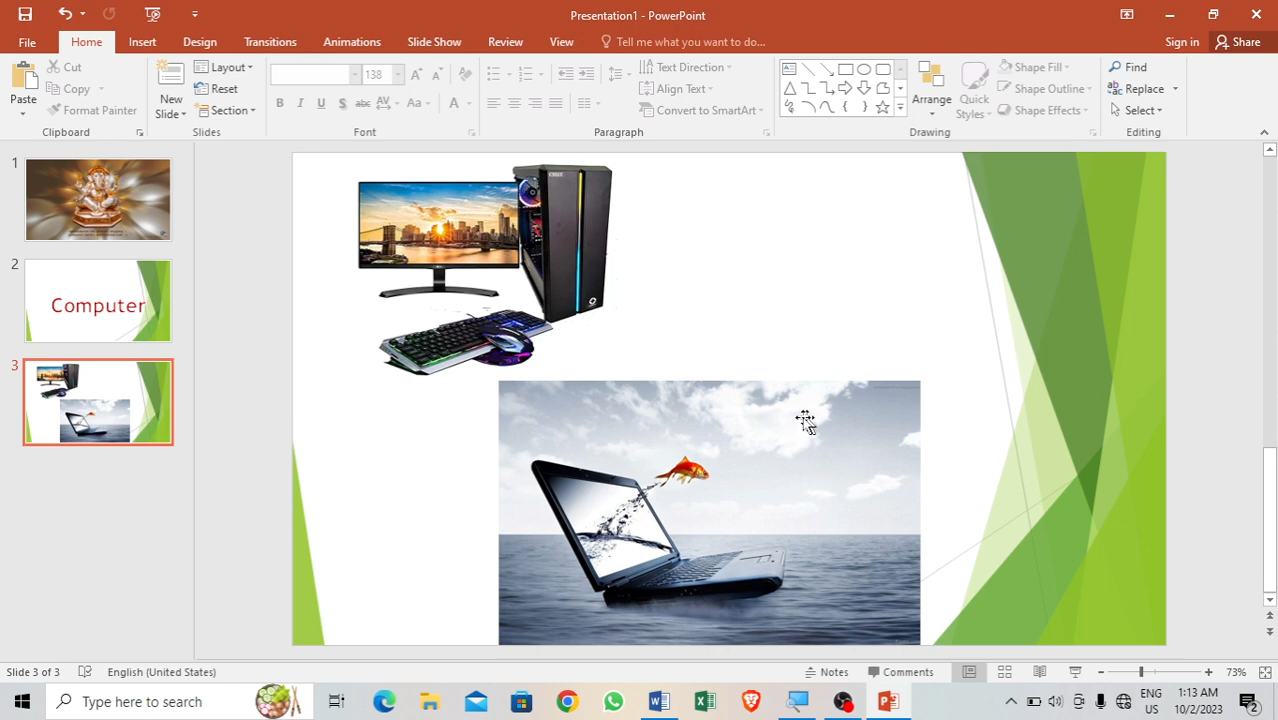 Presentation1 - PowerPoint
File Home Insert Design Transitions Animations Slide Show Review View Tell me what you want to do... Sign in Share
Paste
Cut
Copy
Format Painter
Clipboard
New Slide
Layout
Reset
Section
Slides
138
B I U S abc AV Aa A
Font
Text Direction
Align Text
Convert to SmartArt
Paragraph
Arrange
Quick Styles
Shape Fill
Shape Outline
Shape Effects
Drawing
Find
Replace
Select
Editing
1
2
Computer
3
Slide 3 of 3 English (United States) Notes Comments 73%
Type here to search
ENG US
1:13 AM
10/2/2023
2